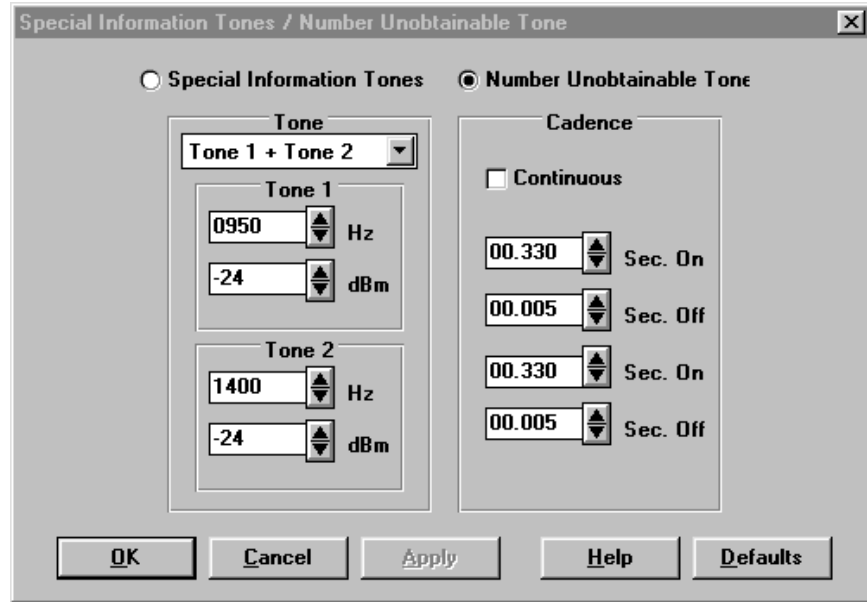 Special Information Tones / Number Unobtainable Tone
Special Information Tones
Number Unobtainable Tone
Tone
Tone 1 + Tone 2
Tone 1
0950 Hz
-24 dBm
Tone 2
1400 Hz
-24 dBm
Cadence
Continuous
00.330 Sec. On
00.005 Sec. Off
00.330 Sec. On
00.005 Sec. Off
OK
Cancel
Apply
Help
Defaults